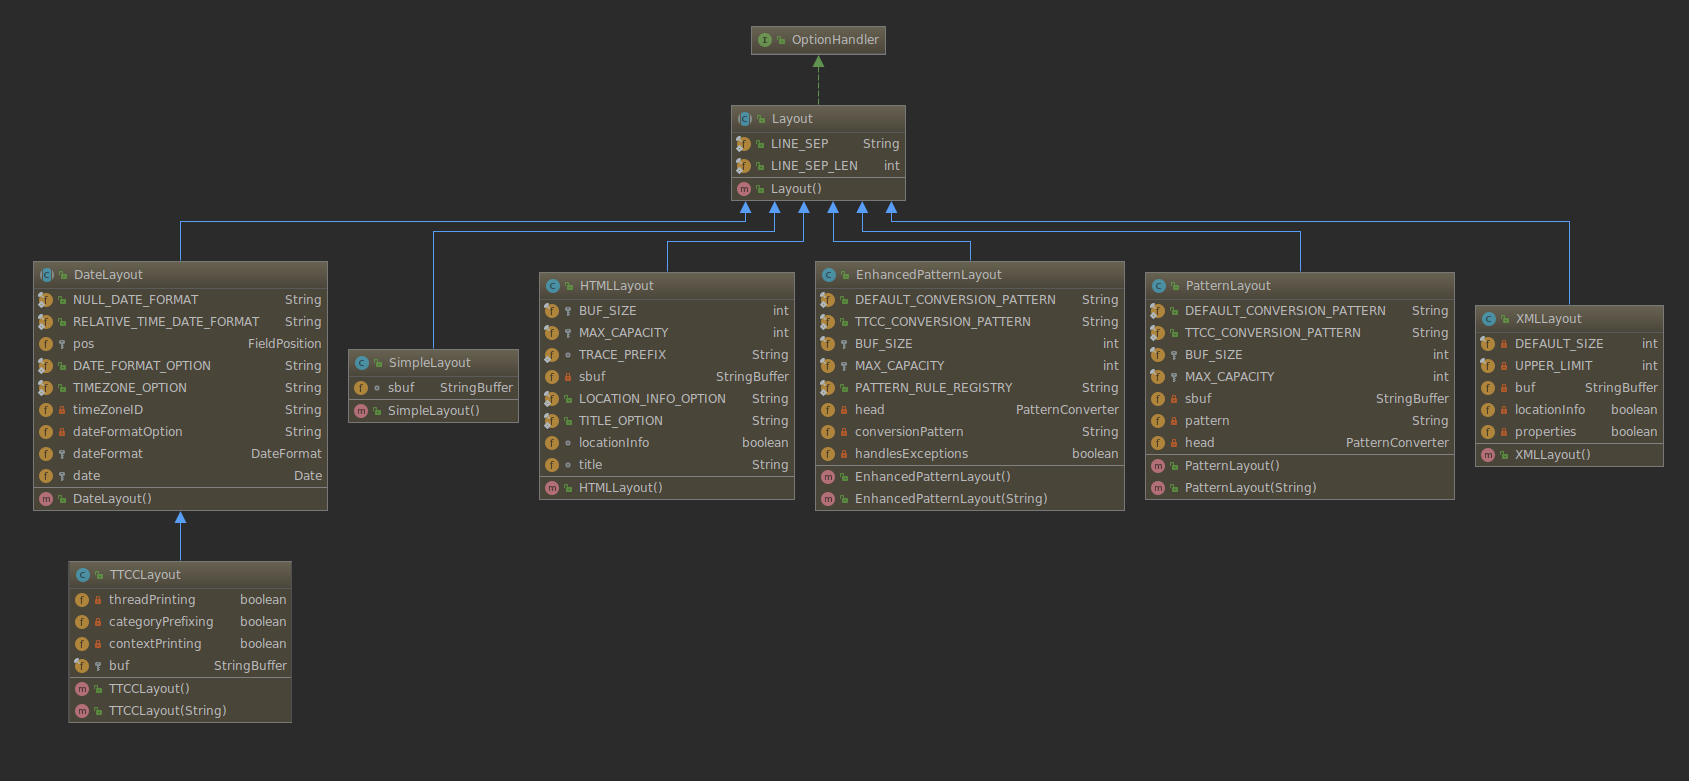 OptionHandler
Layout
LINE_SEP String
LINE_SEP_LEN int
Layout()
DateLayout
NULL_DATE_FORMAT String
RELATIVE_TIME_DATE_FORMAT String
pos FieldPosition
DATE_FORMAT_OPTION String
TIMEZONE_OPTION String
timeZoneID String
dateFormatOption String
dateFormat DateFormat
date Date
DateLayout()
SimpleLayout
sbuf StringBuffer
SimpleLayout()
HTMLLayout
BUF_SIZE int
MAX_CAPACITY int
TRACE_PREFIX String
sbuf StringBuffer
LOCATION_INFO_OPTION String
TITLE_OPTION String
locationInfo boolean
title String
HTMLLayout()
EnhancedPatternLayout
DEFAULT_CONVERSION_PATTERN String
TTCC_CONVERSION_PATTERN String
BUF_SIZE int
MAX_CAPACITY int
PATTERN_RULE_REGISTRY String
head PatternConverter
conversionPattern String
handlesExceptions boolean
EnhancedPatternLayout()
EnhancedPatternLayout(String)
PatternLayout
DEFAULT_CONVERSION_PATTERN String
TTCC_CONVERSION_PATTERN String
BUF_SIZE int
MAX_CAPACITY int
sbuf StringBuffer
pattern String
head PatternConverter
PatternLayout()
PatternLayout(String)
XMLLayout
DEFAULT_SIZE int
UPPER_LIMIT int
buf StringBuffer
locationInfo boolean
properties boolean
XMLLayout()
TTCCLayout
threadPrinting boolean
categoryPrefixing boolean
contextPrinting boolean
buf StringBuffer
TTCCLayout()
TTCCLayout(String)